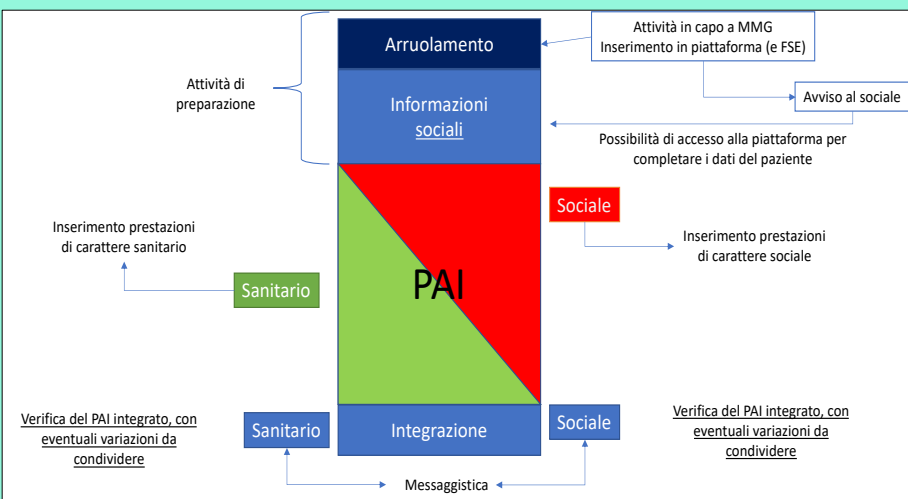 Arruolamento
Attività in capo a MMG
Inserimento in piattaforma (e FSE)
Attività di
preparazione
Informazioni
sociali
Avviso al sociale
Possibilità di accesso alla piattaforma per
completare i dati del paziente
Sociale
Inserimento prestazioni
di carattere sanitario
Inserimento prestazioni
di carattere sociale
Sanitario
PAI
Verifica del PAI integrato, con
eventuali variazioni da
condividere
Sanitario
Integrazione
Sociale
Verifica del PAI integrato, con
eventuali variazioni da
condividere
Messaggistica